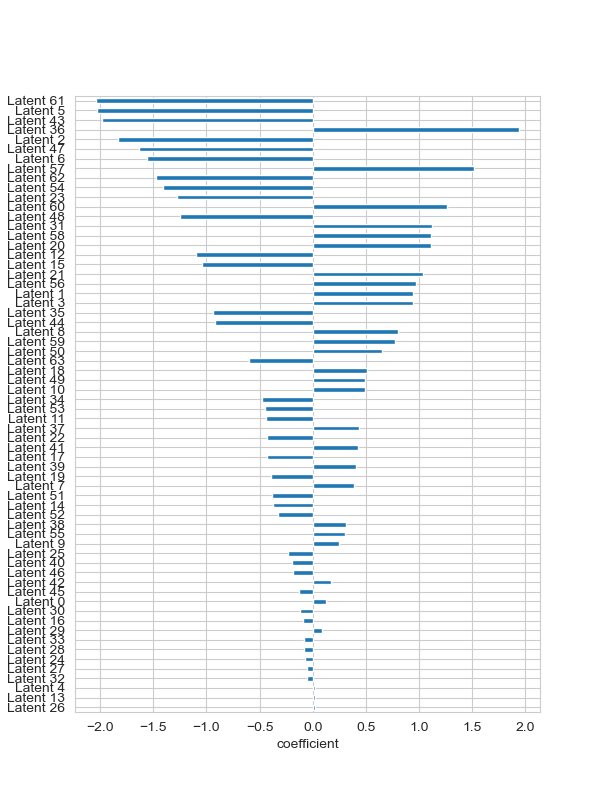 Latent 61
Latent 5
Latent 43
Latent 36
Latent 2
Latent 47
Latent 6
Latent 57
Latent 62
Latent 54
Latent 23
Latent 60
Latent 48
Latent 31
Latent 58
Latent 20
Latent 12
Latent 15
Latent 21
Latent 56
Latent 1
Latent 3
Latent 35
Latent 44
Latent 8
Latent 59
Latent 50
Latent 63
Latent 18
Latent 49
Latent 10
Latent 34
Latent 53
Latent 11
Latent 37
Latent 22
Latent 41
Latent 17
Latent 39
Latent 19
Latent 7
Latent 51
Latent 14
Latent 52
Latent 38
Latent 55
Latent 9
Latent 25
Latent 40
Latent 46
Latent 42
Latent 45
Latent 0
Latent 30
Latent 16
Latent 29
Latent 33
Latent 28
Latent 24
Latent 27
Latent 32
Latent 4
Latent 13
Latent 26
−2.0 −1.5 −1.0 −0.5 0.0 0.5 1.0 1.5 2.0
coefficient